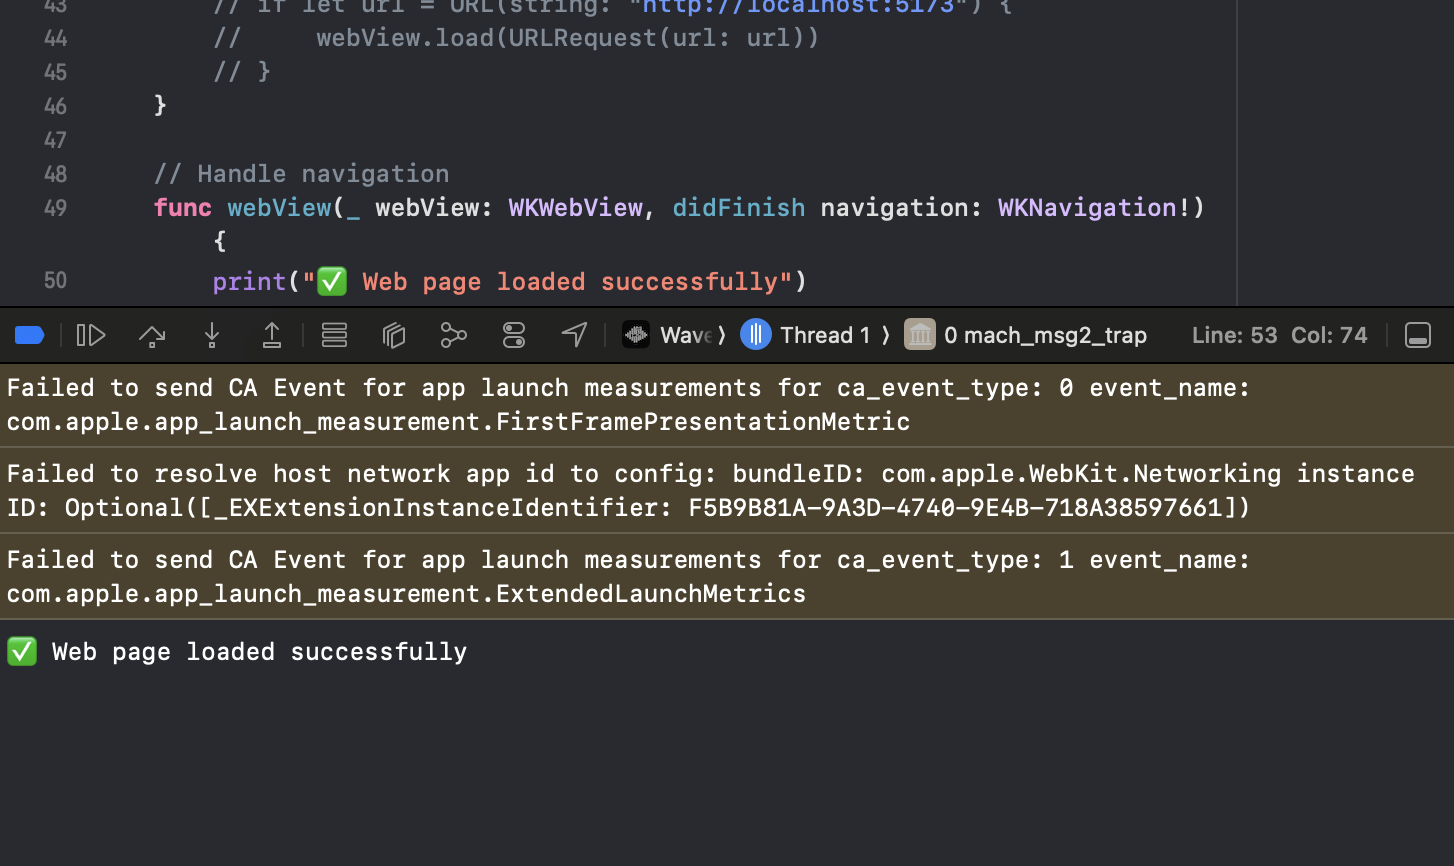 43 // if let url = URL(string: "http://localhost:5173") {
44 // webView.load(URLRequest(url: url))
45 // }
46 }
47
48 // Handle navigation
49 func webView(_ webView: WKWebView, didFinish navigation: WKNavigation!)
{
50 print("✅ Web page loaded successfully")
Wave ⟩ Thread 1 ⟩ 0 mach_msg2_trap Line: 53 Col: 74
Failed to send CA Event for app launch measurements for ca_event_type: 0 event_name:
com.apple.app_launch_measurement.FirstFramePresentationMetric
Failed to resolve host network app id to config: bundleID: com.apple.WebKit.Networking instance
ID: Optional([_EXExtensionInstanceIdentifier: F5B9B81A-9A3D-4740-9E4B-718A38597661])
Failed to send CA Event for app launch measurements for ca_event_type: 1 event_name:
com.apple.app_launch_measurement.ExtendedLaunchMetrics
✅ Web page loaded successfully